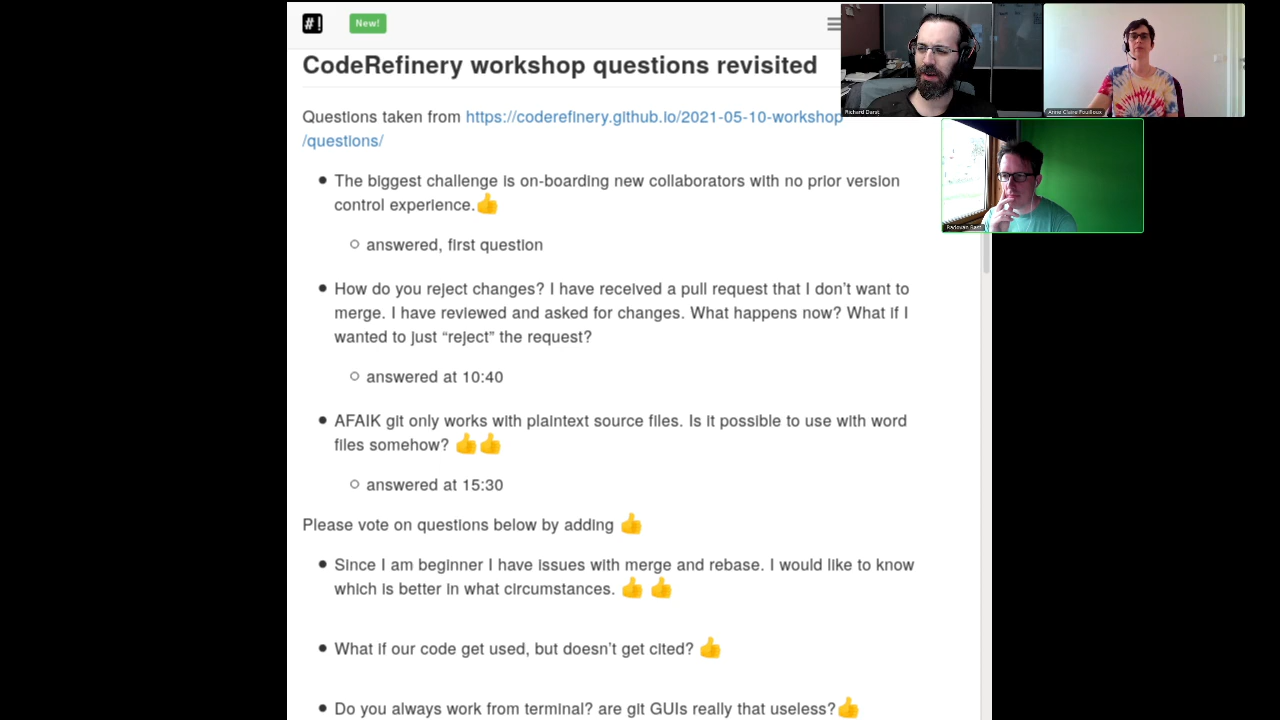 #!
New!
CodeRefinery workshop questions revisited
Questions taken from https://coderefinery.github.io/2021-05-10-workshop
/questions/
The biggest challenge is on-boarding new collaborators with no prior version
control experience.👍
answered, first question
How do you reject changes? I have received a pull request that I don’t want to
merge. I have reviewed and asked for changes. What happens now? What if I
wanted to just “reject” the request?
answered at 10:40
AFAIK git only works with plaintext source files. Is it possible to use with word
files somehow? 👍👍
answered at 15:30
Please vote on questions below by adding 👍
Since I am beginner I have issues with merge and rebase. I would like to know
which is better in what circumstances. 👍 👍
What if our code get used, but doesn’t get cited? 👍
Do you always work from terminal? are git GUIs really that useless?👍
Richard Darst
Anne Claire Fouilloux
Radovan Bast